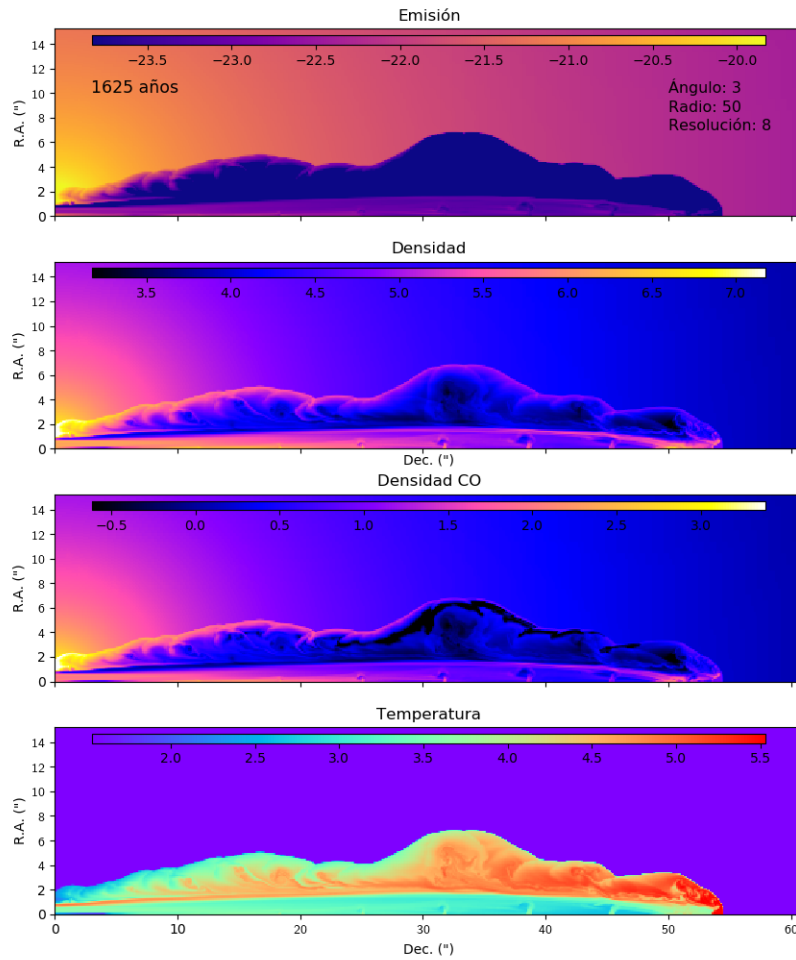 Emisión
14
12
10
8
6
4
2
0
R.A. (")
−23.5 −23.0 −22.5 −22.0 −21.5 −21.0 −20.5 −20.0
1625 años
Ángulo: 3
Radio: 50
Resolución: 8
Densidad
14
12
10
8
6
4
2
0
R.A. (")
3.5 4.0 4.5 5.0 5.5 6.0 6.5 7.0
Dec. (")
Densidad CO
14
12
10
8
6
4
2
0
R.A. (")
−0.5 0.0 0.5 1.0 1.5 2.0 2.5 3.0
Temperatura
14
12
10
8
6
4
2
0
R.A. (")
2.0 2.5 3.0 3.5 4.0 4.5 5.0 5.5
0 10 20 30 40 50 60
Dec. (")